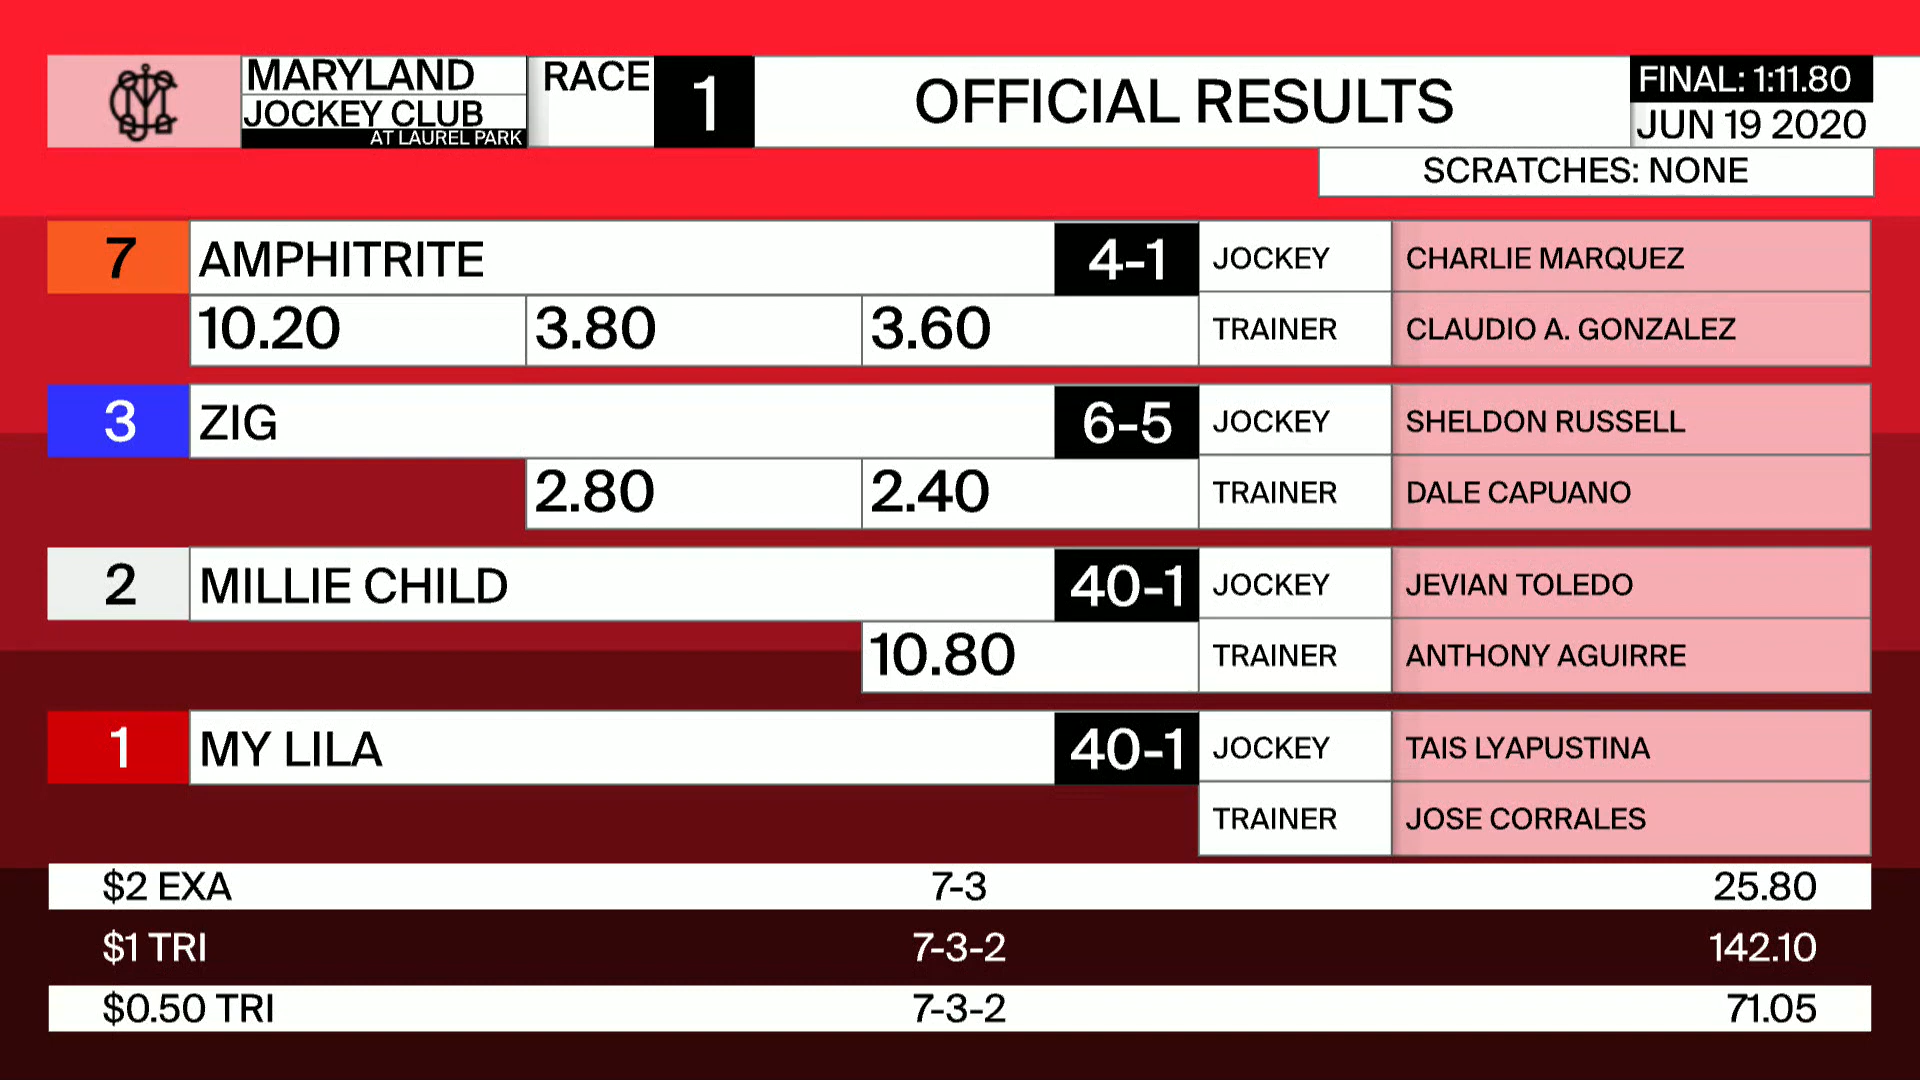 MARYLAND
JOCKEY CLUB
AT LAUREL PARK
RACE 1
OFFICIAL RESULTS
FINAL: 1:11.80
JUN 19 2020
SCRATCHES: NONE
7 AMPHITRITE 4-1 JOCKEY CHARLIE MARQUEZ
10.20 3.80 3.60 TRAINER CLAUDIO A. GONZALEZ
3 ZIG 6-5 JOCKEY SHELDON RUSSELL
2.80 2.40 TRAINER DALE CAPUANO
2 MILLIE CHILD 40-1 JOCKEY JEVIAN TOLEDO
10.80 TRAINER ANTHONY AGUIRRE
1 MY LILA 40-1 JOCKEY TAIS LYAPUSTINA
TRAINER JOSE CORRALES
$2 EXA 7-3 25.80
$1 TRI 7-3-2 142.10
$0.50 TRI 7-3-2 71.05